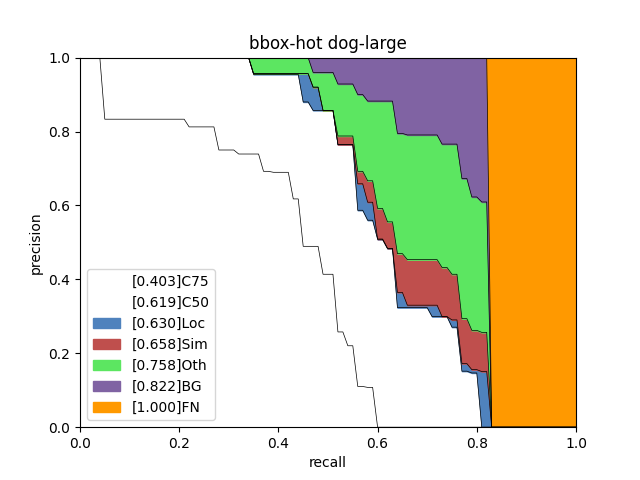 bbox-hot dog-large
precision
1.0
0.8
0.6
0.4
0.2
0.0
[0.403]C75
[0.619]C50
[0.630]Loc
[0.658]Sim
[0.758]Oth
[0.822]BG
[1.000]FN
0.0 0.2 0.4 0.6 0.8 1.0
recall